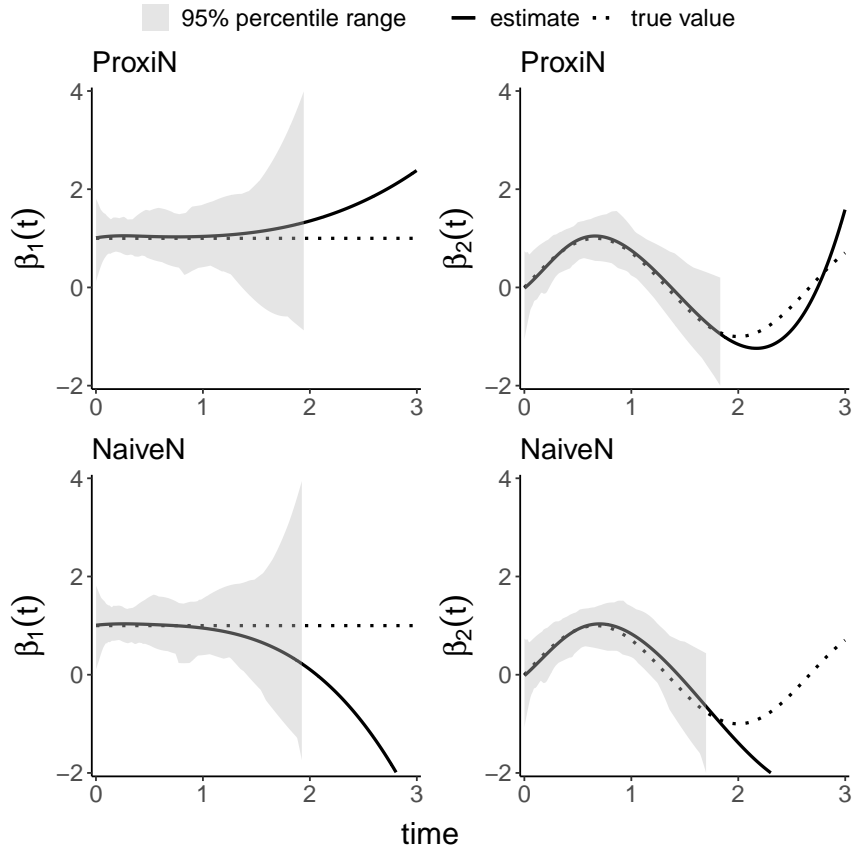 95% percentile range estimate true value
ProxiN ProxiN
β₁(t) β₂(t)
4 4
2 2
0 0
−2 −2
0 1 2 3 0 1 2 3
NaiveN NaiveN
β₁(t) β₂(t)
4 4
2 2
0 0
−2 −2
0 1 2 3 0 1 2 3
time